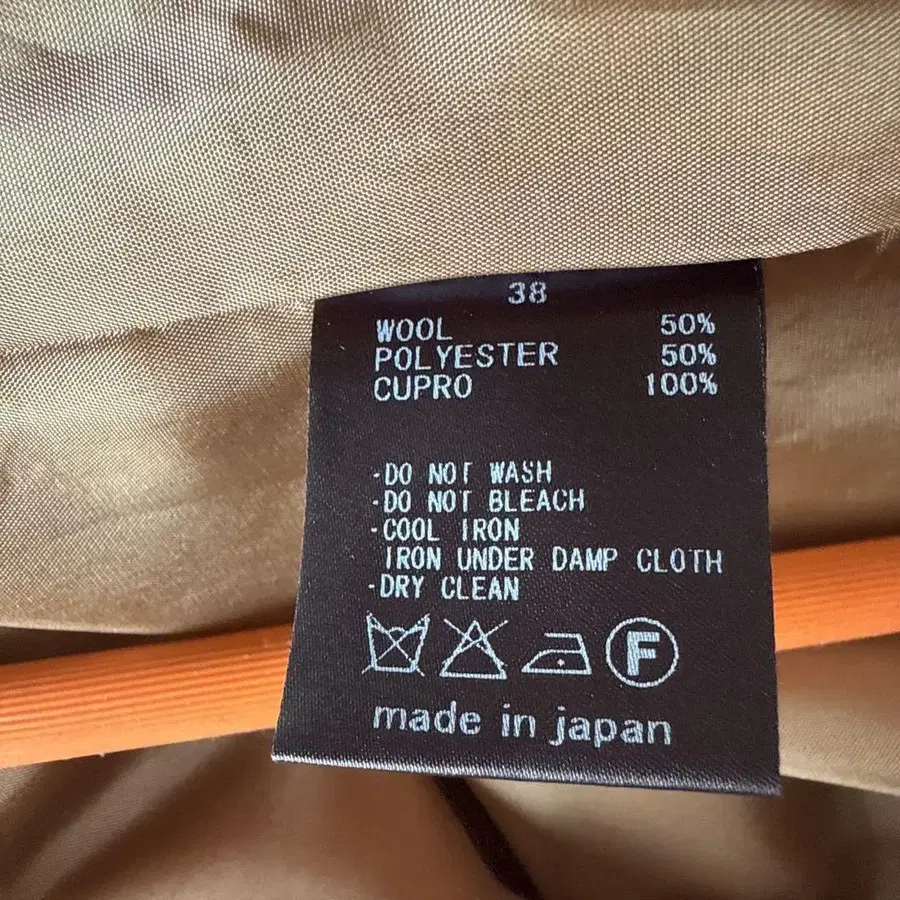 38
WOOL 50%
POLYESTER 50%
CUPRO 100%
-DO NOT WASH
-DO NOT BLEACH
-COOL IRON
IRON UNDER DAMP CLOTH
-DRY CLEAN
F
made in japan